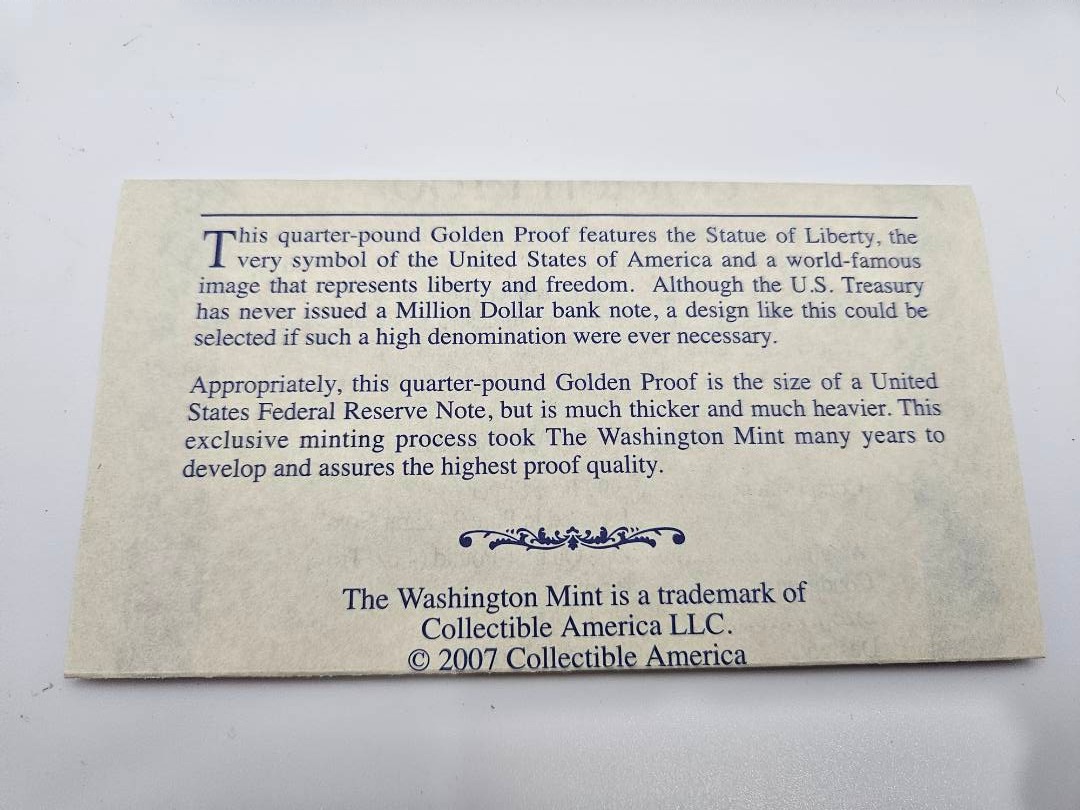 This quarter-pound Golden Proof features the Statue of Liberty, the
very symbol of the United States of America and a world-famous
image that represents liberty and freedom. Although the U.S. Treasury
has never issued a Million Dollar bank note, a design like this could be
selected if such a high denomination were ever necessary.
Appropriately, this quarter-pound Golden Proof is the size of a United
States Federal Reserve Note, but is much thicker and much heavier. This
exclusive minting process took The Washington Mint many years to
develop and assures the highest proof quality.
The Washington Mint is a trademark of
Collectible America LLC.
© 2007 Collectible America